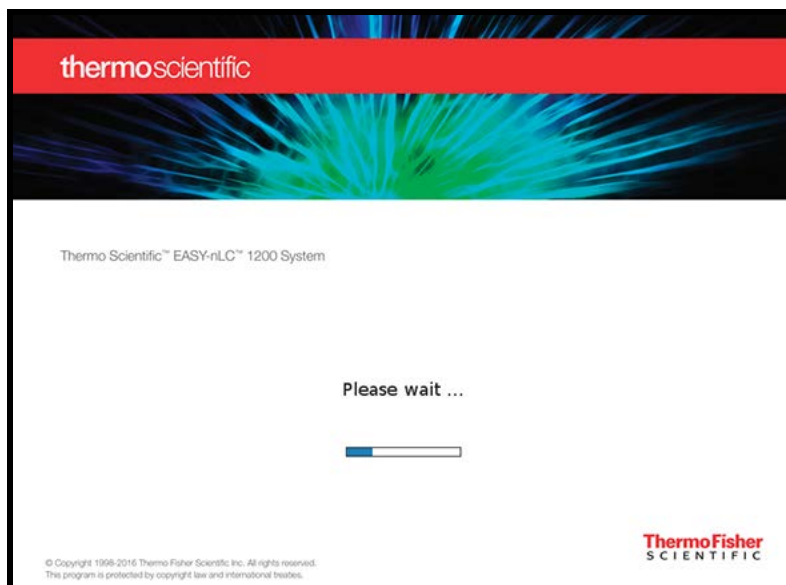 thermoscientific
Thermo Scientific™ EASY-nLC™ 1200 System
Please wait ...
ThermoFisher
SCIENTIFIC
© Copyright 1998-2016 Thermo Fisher Scientific Inc. All rights reserved.
This program is protected by copyright law and international treaties.